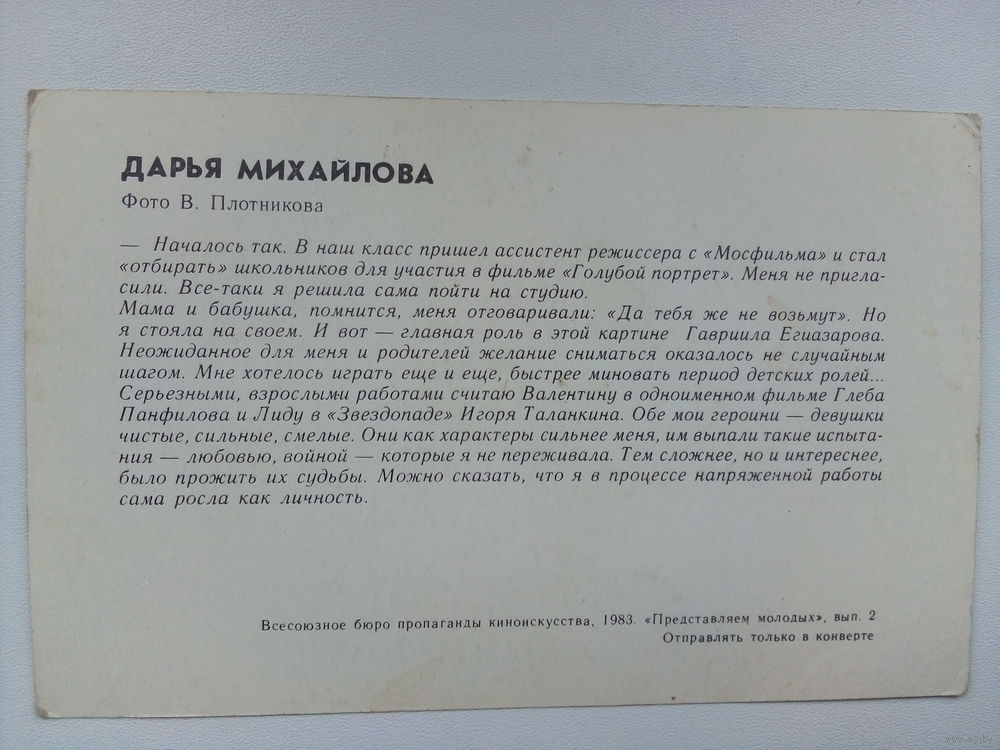 ДАРЬЯ МИХАЙЛОВА
Фото В. Плотникова
— Началось так. В наш класс пришел ассистент режиссера с «Мосфильма» и стал
«отбирать» школьников для участия в фильме «Голубой портрет». Меня не пригла-
сили. Все-таки я решила сама пойти на студию.
Мама и бабушка, помнится, меня отговаривали: «Да тебя же не возьмут». Но
я стояла на своем. И вот — главная роль в этой картине Гавриила Егиазарова.
Неожиданное для меня и родителей желание сниматься оказалось не случайным
шагом. Мне хотелось играть еще и еще, быстрее миновать период детских ролей...
Серьезными, взрослыми работами считаю Валентину в одноименном фильме Глеба
Панфилова и Лиду в «Звездопаде» Игоря Таланкина. Обе мои героини — девушки
чистые, сильные, смелые. Они как характеры сильнее меня, им выпали такие испыта-
ния — любовью, войной — которые я не переживала. Тем сложнее, но и интереснее,
было прожить их судьбы. Можно сказать, что я в процессе напряженной работы
сама росла как личность.
Всесоюзное бюро пропаганды киноискусства, 1983. «Представляем молодых», вып. 2
Отправлять только в конверте